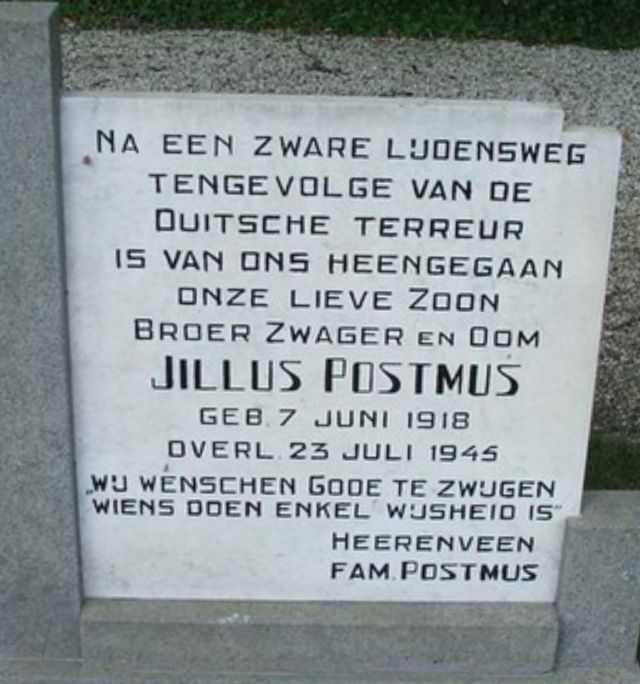 NA EEN ZWARE LIJDENSWEG
TENGEVOLGE VAN DE
DUITSCHE TERREUR
IS VAN ONS HEENGEGAAN
ONZE LIEVE ZOON
BROER ZWAGER EN OOM
JILLUS POSTMUS
GEB. 7 JUNI 1918
OVERL. 23 JULI 1945
„WIJ WENSCHEN GODE TE ZWIJGEN
WIENS DOEN ENKEL WIJSHEID IS"
HEERENVEEN
FAM. POSTMUS